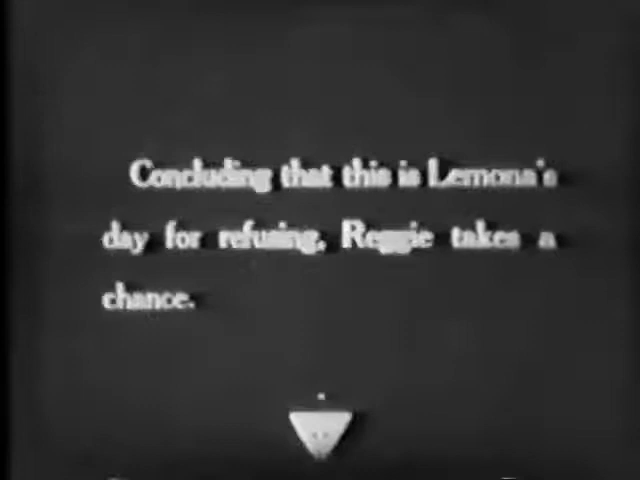 Concluding that this is Lemona's
day for refusing, Reggie takes a
chance.